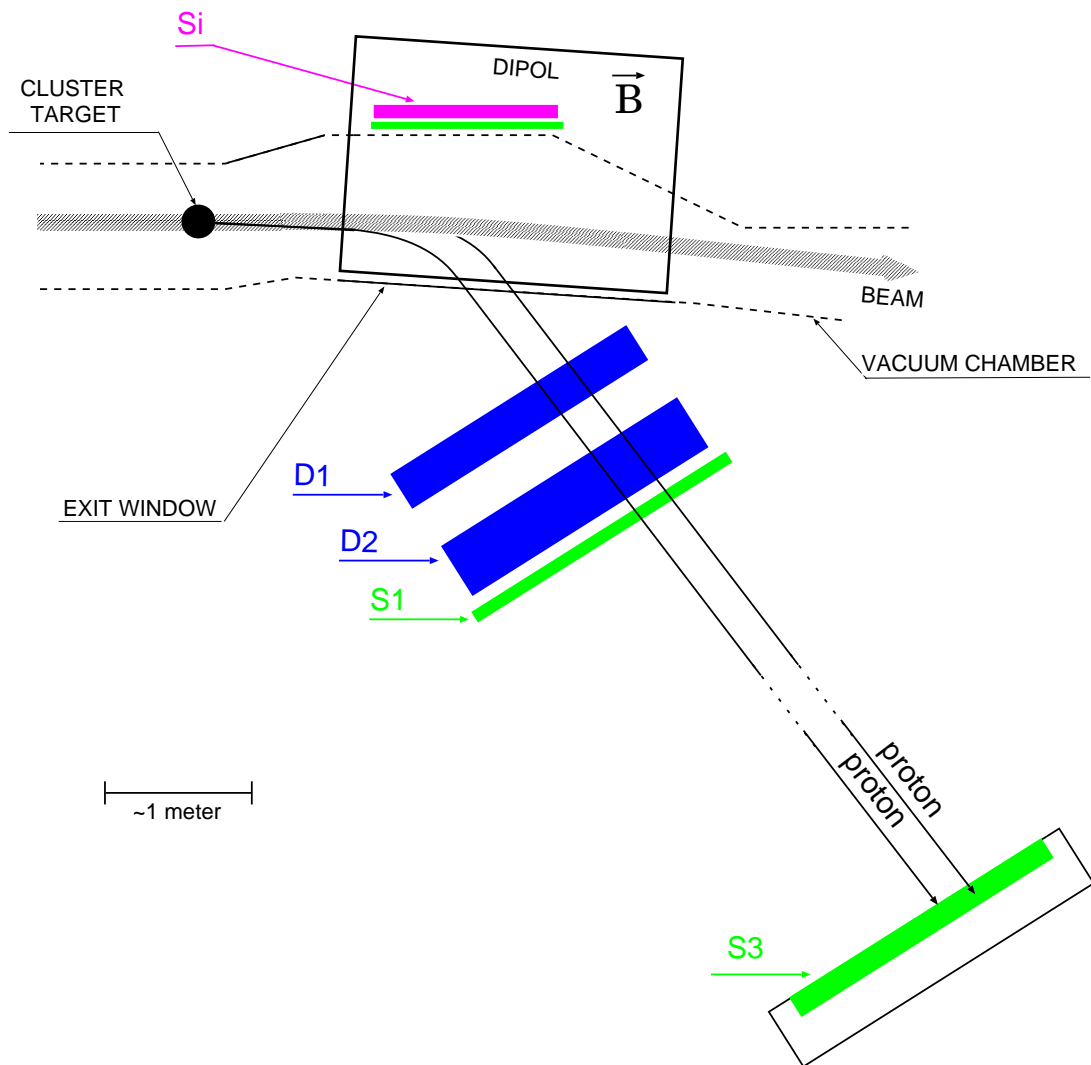 Si
DIPOL
B
CLUSTER
TARGET
BEAM
VACUUM CHAMBER
D1
EXIT WINDOW
D2
S1
proton
proton
~1 meter
S3